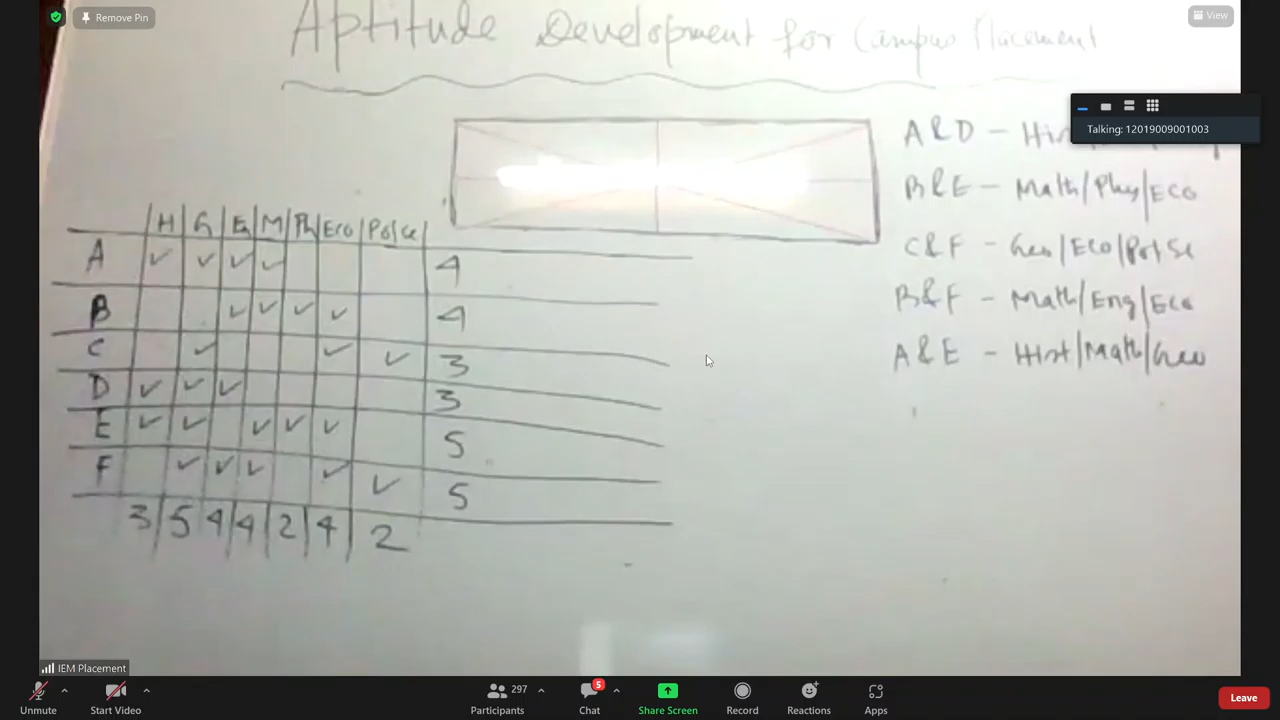 Remove Pin
View
Aptitude Development for Campus Placement
Talking: 12019009001003
A & D –
B & E – Math/Phy/Eco
C & F – Geo/Eco/Pol Sc
B & F – Math/Eng/Eco
A & E – Hist/Math/Geo
H G E M Ph Eco Pol Sc
A ✓ ✓ ✓ ✓ 4
B ✓ ✓ ✓ ✓ 4
C ✓ ✓ ✓ 3
D ✓ ✓ ✓ 3
E ✓ ✓ ✓ ✓ ✓ 5
F ✓ ✓ ✓ ✓ ✓ 5
3 5 4 4 2 4 2
IEM Placement
Unmute
Start Video
297
Participants
5
Chat
Share Screen
Record
Reactions
Apps
Leave